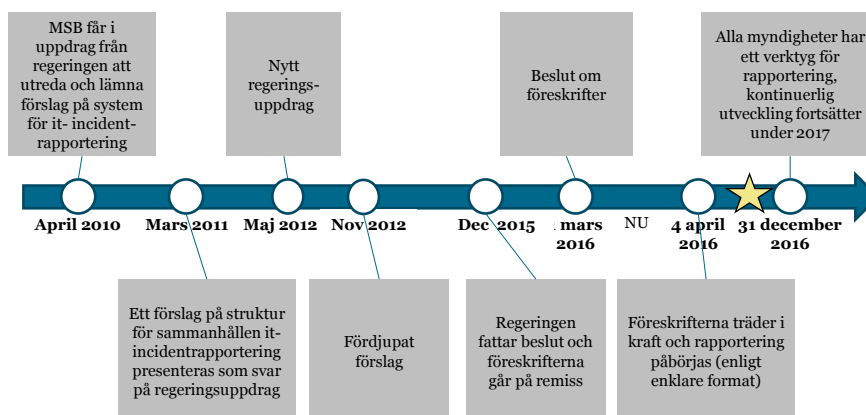 MSB får i
uppdrag från
regeringen att
utreda och lämna
förslag på system
för it- incident-
rapportering
Nytt
regerings-
uppdrag
Beslut om
föreskrifter
Alla myndigheter har
ett verktyg för
rapportering,
kontinuerlig
utveckling fortsätter
under 2017
April 2010
Mars 2011
Maj 2012
Nov 2012
Dec 2015
mars
2016
NU
4 april
2016
31 december
2016
Ett förslag på struktur
för sammanhållen it-
incidentrapportering
presenteras som svar
på regeringsuppdrag
Fördjupat
förslag
Regeringen
fattar beslut och
föreskrifterna
går på remiss
Föreskrifterna träder i
kraft och rapportering
påbörjas (enligt
enklare format)